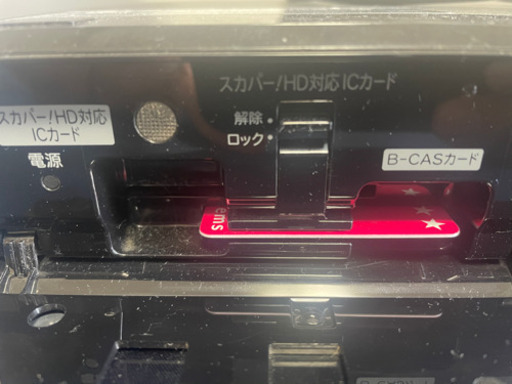 スカパー!HD対応ICカード
解除
ロック
スカパー!HD対応
ICカード
電源
B-CASカード
ems